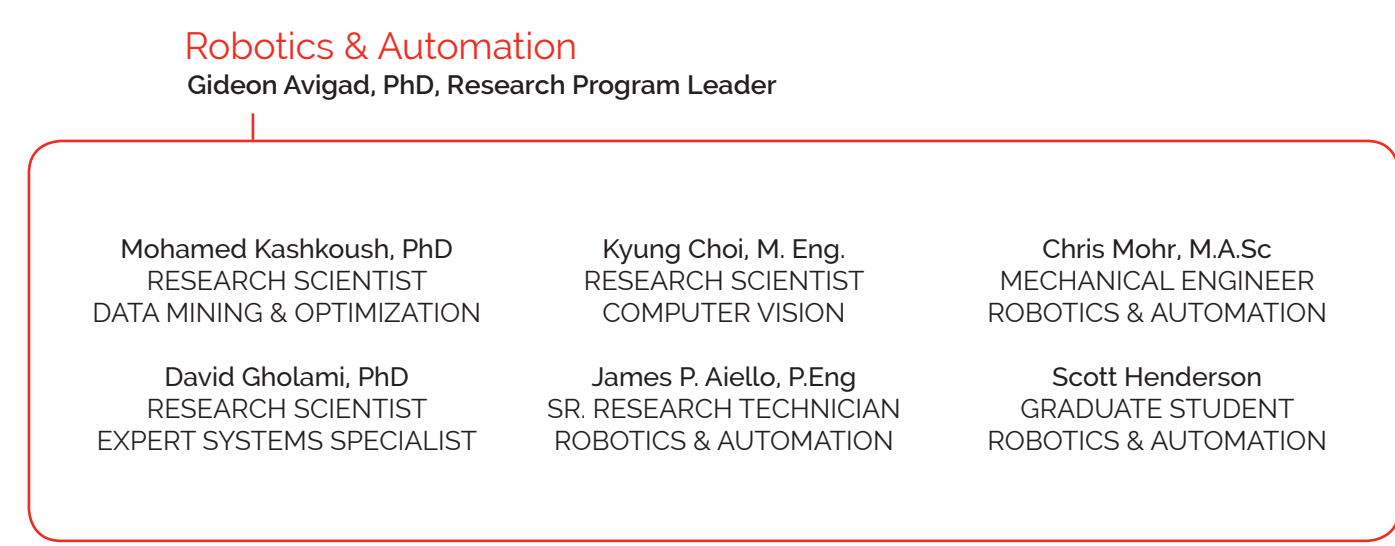 Robotics & Automation
Gideon Avigad, PhD, Research Program Leader
Mohamed Kashkoush, PhD
RESEARCH SCIENTIST
DATA MINING & OPTIMIZATION
Kyung Choi, M. Eng.
RESEARCH SCIENTIST
COMPUTER VISION
Chris Mohr, M.A.Sc
MECHANICAL ENGINEER
ROBOTICS & AUTOMATION
David Gholami, PhD
RESEARCH SCIENTIST
EXPERT SYSTEMS SPECIALIST
James P. Aiello, P.Eng
SR. RESEARCH TECHNICIAN
ROBOTICS & AUTOMATION
Scott Henderson
GRADUATE STUDENT
ROBOTICS & AUTOMATION